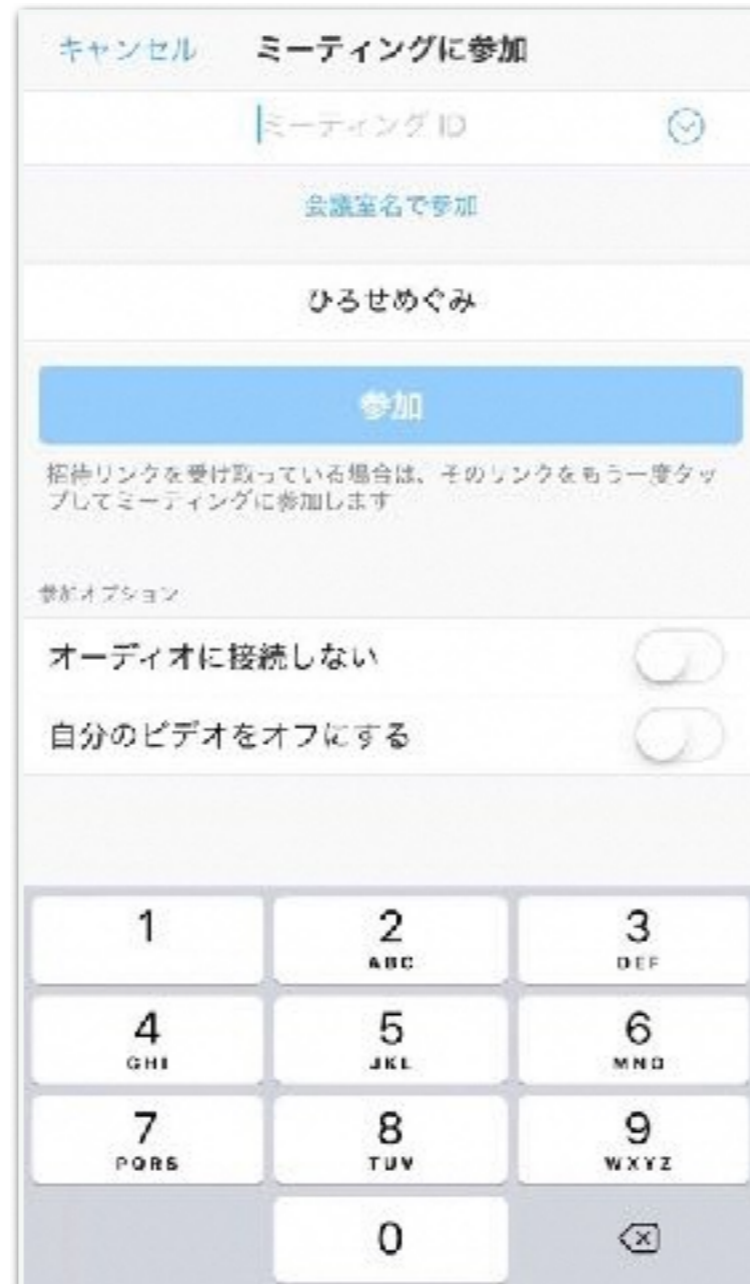 キャンセル ミーティングに参加
ミーティング ID
会議室名で参加
ひろせめぐみ
参加
招待リンクを受け取っている場合は、そのリンクをもう一度タッ
プしてミーティングに参加します
参加オプション
オーディオに接続しない
自分のビデオをオフにする
1 2 3
ABC DEF
4 5 6
GHI JKL MNO
7 8 9
PQRS TUV WXYZ
0